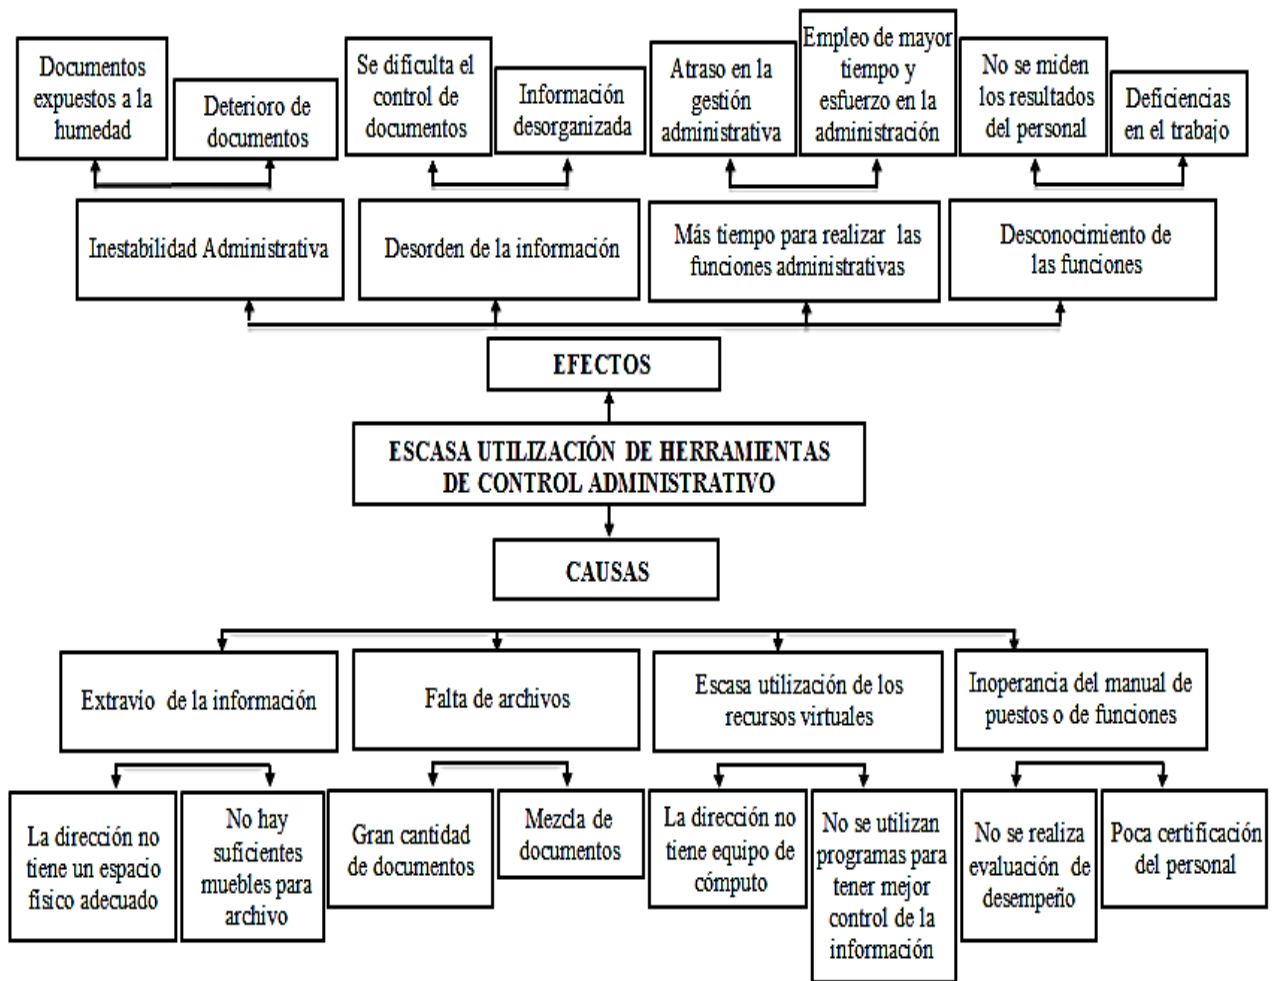 Documentos
expuestos a la
humedad
Deterioro de
documentos
Se dificulta el
control de
documentos
Información
desorganizada
Atraso en la
gestión
administrativa
Empleo de mayor
tiempo y
esfuerzo en la
administración
No se miden
los resultados
del personal
Deficiencias
en el trabajo
Inestabilidad Administrativa
Desorden de la información
Más tiempo para realizar las
funciones administrativas
Desconocimiento de
las funciones
EFECTOS
ESCASA UTILIZACIÓN DE HERRAMIENTAS
DE CONTROL ADMINISTRATIVO
CAUSAS
Extravío de la información
Falta de archivos
Escasa utilización de los
recursos virtuales
Inoperancia del manual de
puestos o de funciones
La dirección no
tiene un espacio
físico adecuado
No hay
suficientes
muebles para
archivo
Gran cantidad
de documentos
Mezcla de
documentos
La dirección no
tiene equipo de
cómputo
No se utilizan
programas para
tener mejor
control de la
información
No se realiza
evaluación de
desempeño
Poca certificación
del personal